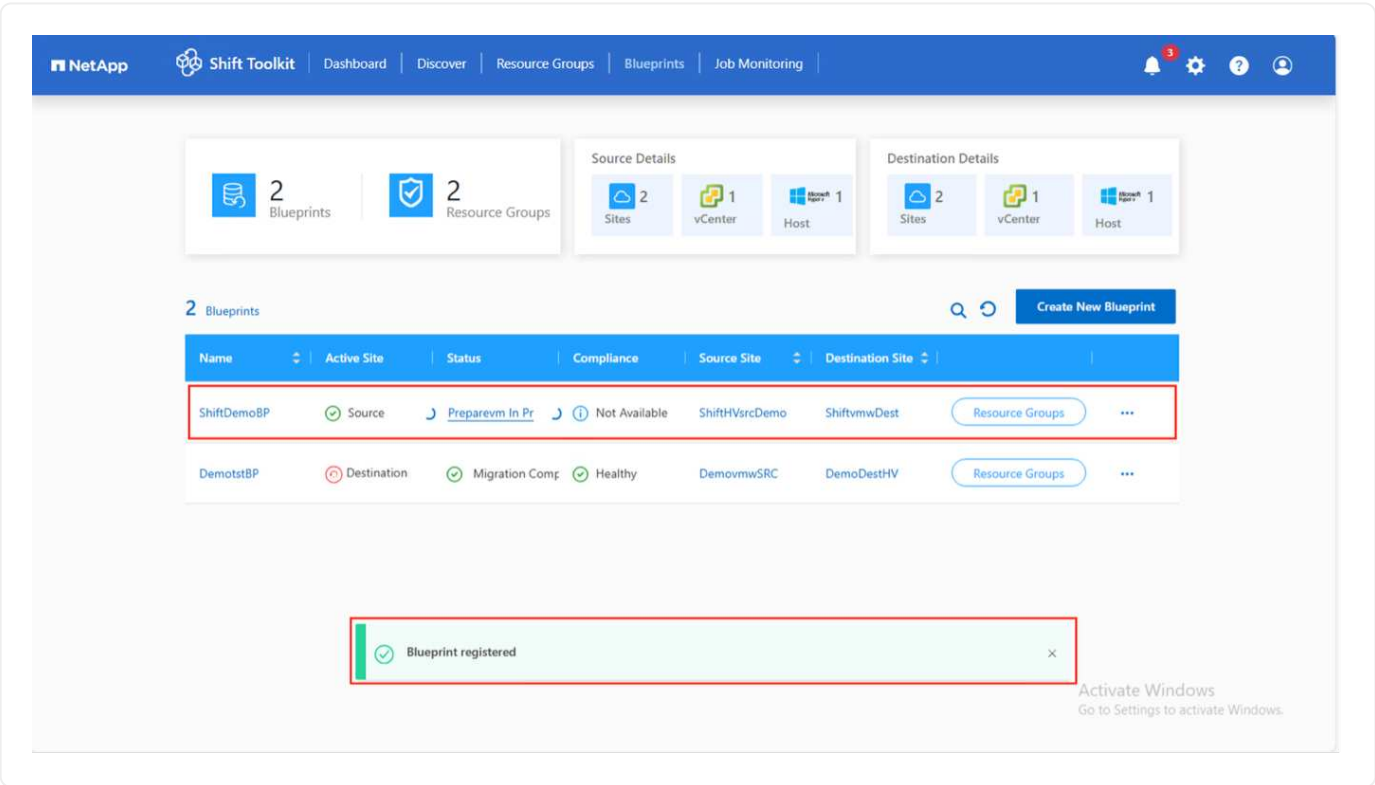 NetApp Shift Toolkit Dashboard Discover Resource Groups Blueprints Job Monitoring 3
2 Blueprints
2 Resource Groups
Source Details
2 Sites
1 vCenter
Microsoft 1 Host
Destination Details
2 Sites
1 vCenter
Microsoft 1 Host
2 Blueprints
Create New Blueprint
Name Active Site Status Compliance Source Site Destination Site
ShiftDemoBP Source Preparevm In Pr Not Available ShiftHVsrcDemo ShiftvmwDest Resource Groups
DemotstBP Destination Migration Comp Healthy DemovmwSRC DemoDestHV Resource Groups
Blueprint registered
Activate Windows
Go to Settings to activate Windows.